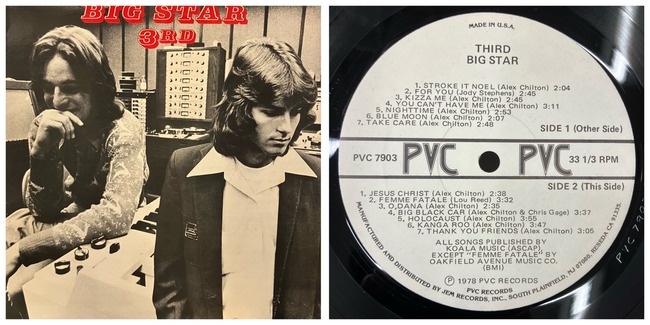 BIG STAR
3RD
MADE IN U.S.A.
THIRD
BIG STAR
1. STROKE IT NOEL (Alex Chilton) 2:04
2. FOR YOU (Jody Stephens) 2:45
3. KIZZA ME (Alex Chilton) 2:45
4. YOU CAN'T HAVE ME (Alex Chilton) 3:11
5. NIGHTTIME (Alex Chilton) 2:53
6. BLUE MOON (Alex Chilton) 2:07
7. TAKE CARE (Alex Chilton) 2:48
SIDE 1 (Other Side)
PVC 7903 PVC PVC 33 1/3 RPM
SIDE 2 (This Side)
1. JESUS CHRIST (Alex Chilton) 2:38
2. FEMME FATALE (Lou Reed) 3:32
3. O,DANA (Alex Chilton) 2:35
4. BIG BLACK CAR (Alex Chilton & Chris Gage) 3:37
5. HOLOCAUST (Alex Chilton) 3:55
6. KANGA ROO (Alex Chilton) 3:47
7. THANK YOU FRIENDS (Alex Chilton) 3:05
ALL SONGS PUBLISHED BY
KOALA MUSIC (ASCAP),
EXCEPT "FEMME FATALE" BY
OAKFIELD AVENUE MUSIC CO.
(BMI)
Ⓟ 1978 PVC RECORDS
PVC RECORDS
MANUFACTURED AND DISTRIBUTED BY JEM RECORDS, INC., SOUTH PLAINFIELD, NJ 07080, RESEDA CA 91335.
PVC 790